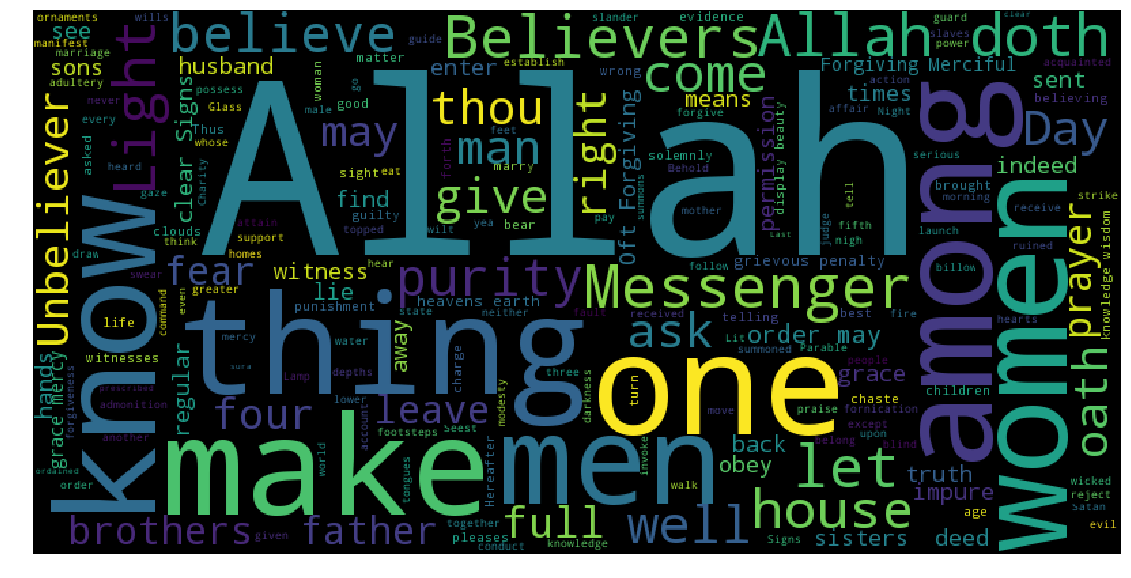 Allah
thing
one
make
know
among
women
men
Light
believe
Believers
Allah
doth
Unbeliever
Messenger
purity
come
thou
give
man
may
right
let
house
well
full
ask
leave
four
father
brothers
fear
Day
prayer
oath
sons
husband
see
clear Signs
find
witness
lie
regular
hands
grace mercy
away
order may
grace
back
obey
truth
impure
deed
sisters
indeed
sent
times
means
enter
permission
Oft Forgiving
Forgiving Merciful
grievous penalty
heavens earth
display beauty
knowledge wisdom
ornaments
wills
manifest
marriage
adultery
guide
matter
never
possess
Glass
woman
male
good
every
Thus
whose
asked
heard
gaze
Charity
sight
eat
feet
establish
slander
evidence
wrong
forgive
guard
slaves
clear
power
acquainted
action
affair
Night
believing
solemnly
Behold
serious
strike
brought
morning
receive
tell
mother
judge
fifth
nigh
Last
follow
launch
ruined
billow
hearts
marry
forth
summons
pay
yea
bear
guilty
attain
topped
wilt
clouds
think
support
homes
draw
swear
hear
greater
even
command
life
witnesses
punishment
state
neither
received
fault
telling
best
fire
Lit
summoned
Parable
people
children
mercy
water
sura
Lamp
depths
charge
three
darkness
turn
move
praise
fornication
chaste
prescribed
admonition
forgiveness
another
lower
account
footsteps
seest
modesty
Hereafter
invoke
walk
belong
except
upon
blind
age
wicked
reject
Satan
evil
ordained
order
world
tongues
given
together
pleases
conduct
knowledge
Signs